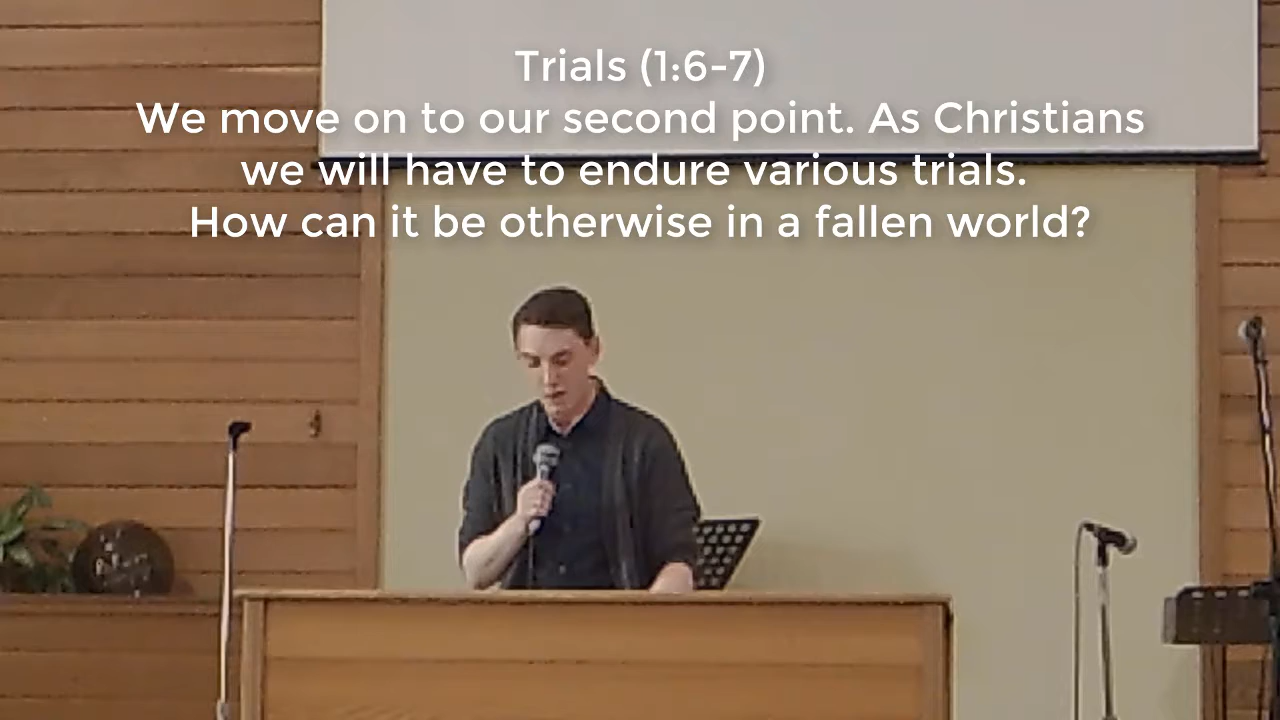 Trials (1:6-7)
We move on to our second point. As Christians
we will have to endure various trials.
How can it be otherwise in a fallen world?